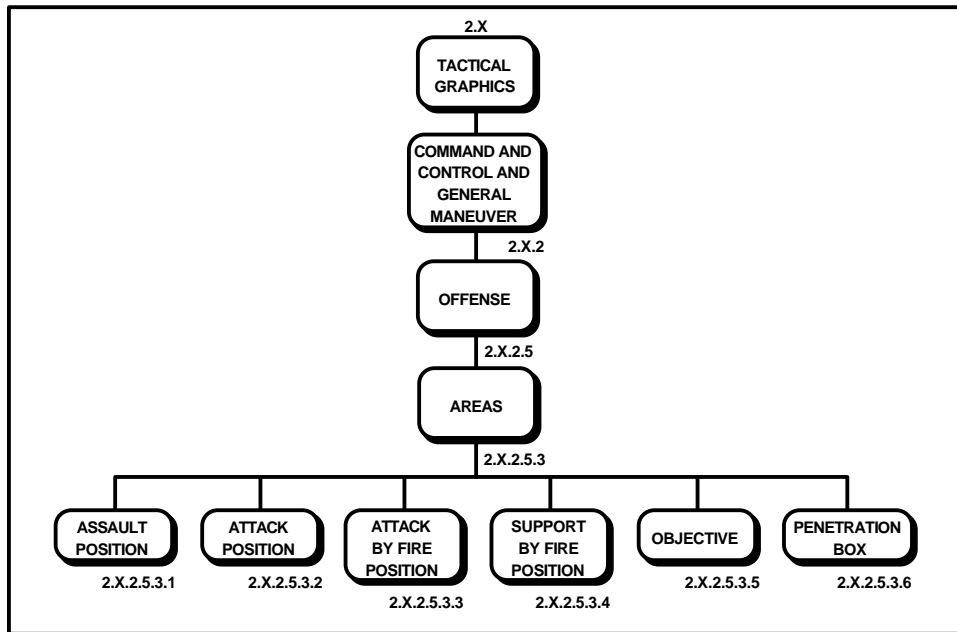 2.X
TACTICAL
GRAPHICS
COMMAND AND
CONTROL AND
GENERAL
MANEUVER
2.X.2
OFFENSE
2.X.2.5
AREAS
2.X.2.5.3
ASSAULT
POSITION
2.X.2.5.3.1
ATTACK
POSITION
2.X.2.5.3.2
ATTACK
BY FIRE
POSITION
2.X.2.5.3.3
SUPPORT
BY FIRE
POSITION
2.X.2.5.3.4
OBJECTIVE
2.X.2.5.3.5
PENETRATION
BOX
2.X.2.5.3.6